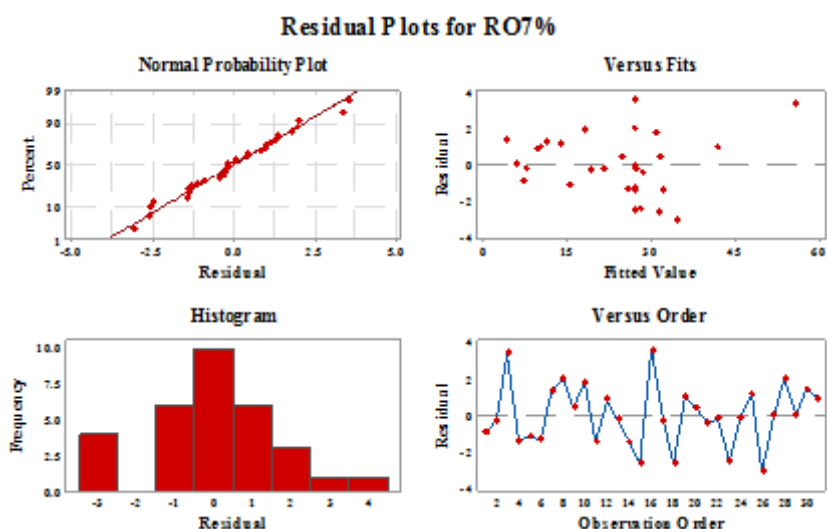 Residual Plots for RO7%
Normal Probability Plot
99
90
50
10
1
Percent
-5.0 -2.5 0.0 2.5 5.0
Residual
Versus Fits
4
2
0
-2
-4
Residual
0 15 30 45 60
Fitted Value
Histogram
10.0
7.5
5.0
2.5
0.0
Frequency
-3 -2 -1 0 1 2 3 4
Residual
Versus Order
4
2
0
-2
-4
Residual
2 4 6 8 10 12 14 16 18 20 22 24 26 28 30
Observation Order